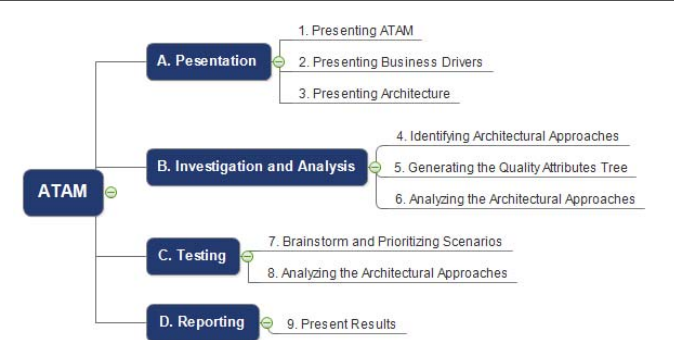 ATAM
A. Pesentation
1. Presenting ATAM
2. Presenting Business Drivers
3. Presenting Architecture
B. Investigation and Analysis
4. Identifying Architectural Approaches
5. Generating the Quality Attributes Tree
6. Analyzing the Architectural Approaches
C. Testing
7. Brainstorm and Prioritizing Scenarios
8. Analyzing the Architectural Approaches
D. Reporting
9. Present Results